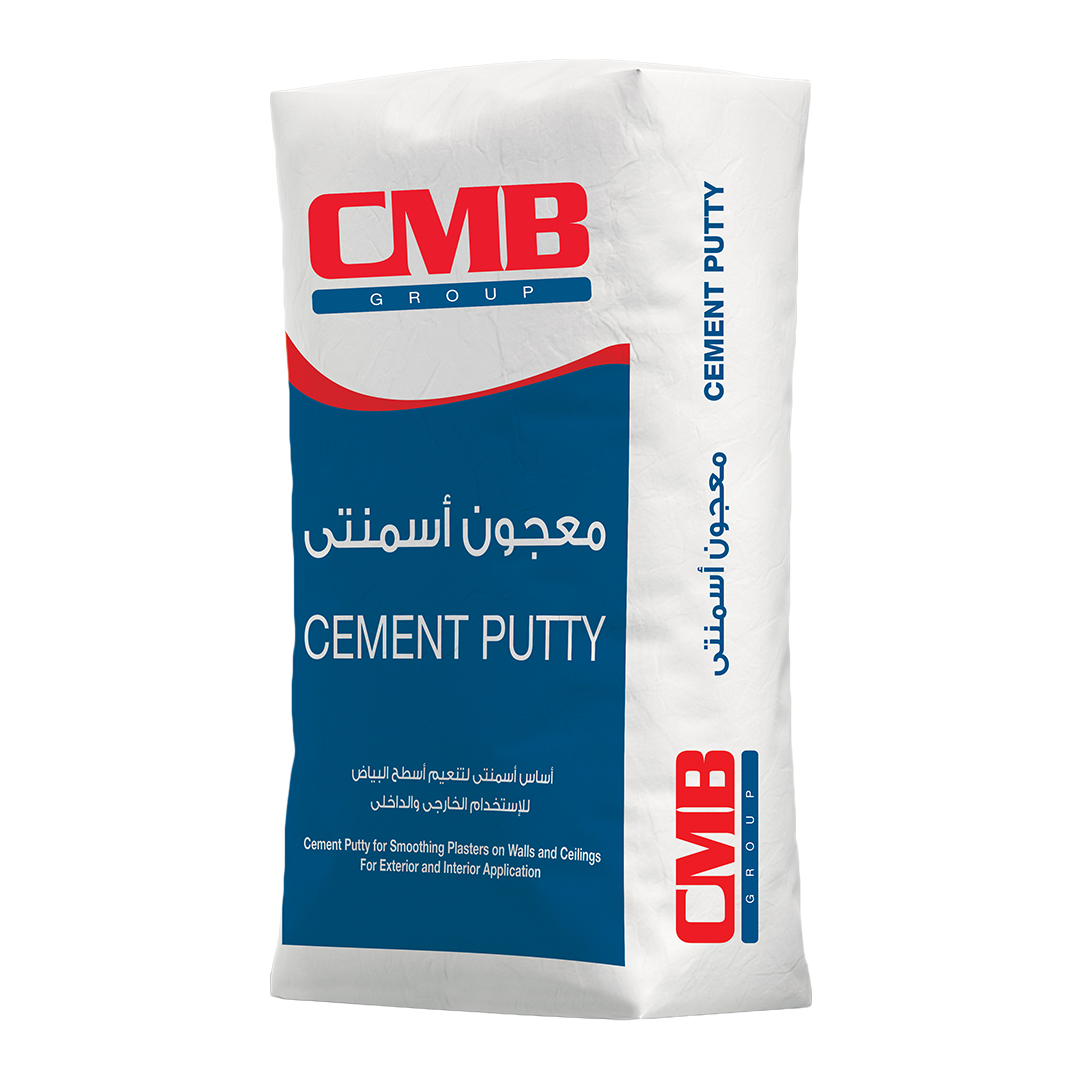 CMB
GROUP
معجون أسمنتى
CEMENT PUTTY
أساس أسمنتى لتنعيم أسطح البياض
للإستخدام الخارجى والداخلى
Cement Putty for Smoothing Plasters on Walls and Ceilings
For Exterior and Interior Application
CEMENT PUTTY
معجون أسمنتى
CMB
GROUP